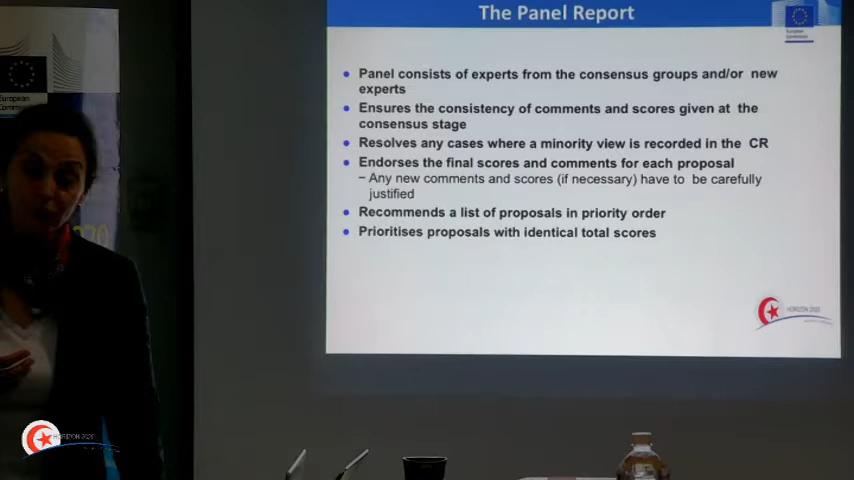 The Panel Report
European
Commission
• Panel consists of experts from the consensus groups and/or new
experts
• Ensures the consistency of comments and scores given at the
consensus stage
• Resolves any cases where a minority view is recorded in the CR
• Endorses the final scores and comments for each proposal
– Any new comments and scores (if necessary) have to be carefully
justified
• Recommends a list of proposals in priority order
• Prioritises proposals with identical total scores
HORIZON 2020
European
HORIZON 2020